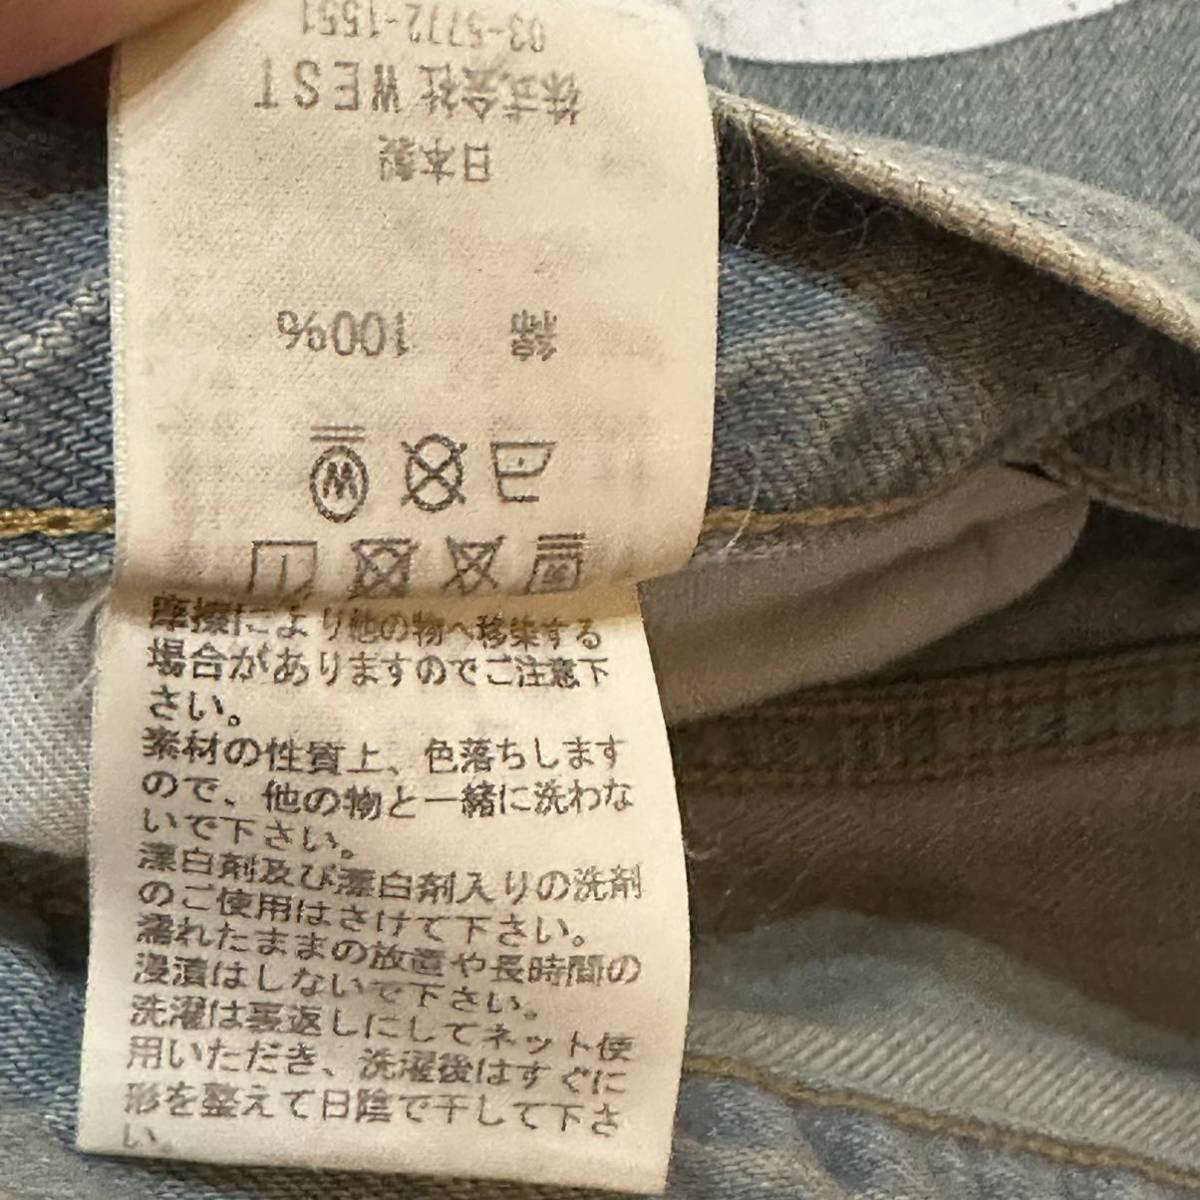 03-5772-1551
株式会社 WEST
日本製
綿 100%
摩擦により他の物へ移染する
場合がありますのでご注意下
さい。
素材の性質上、色落ちします
ので、他の物と一緒に洗わな
いで下さい。
漂白剤及び漂白剤入りの洗剤
のご使用はさけて下さい。
濡れたままの放置や長時間の
浸漬はしないで下さい。
洗濯は裏返しにしてネット使
用いただき、洗濯後はすぐに
形を整えて日陰で干して下さ
い。